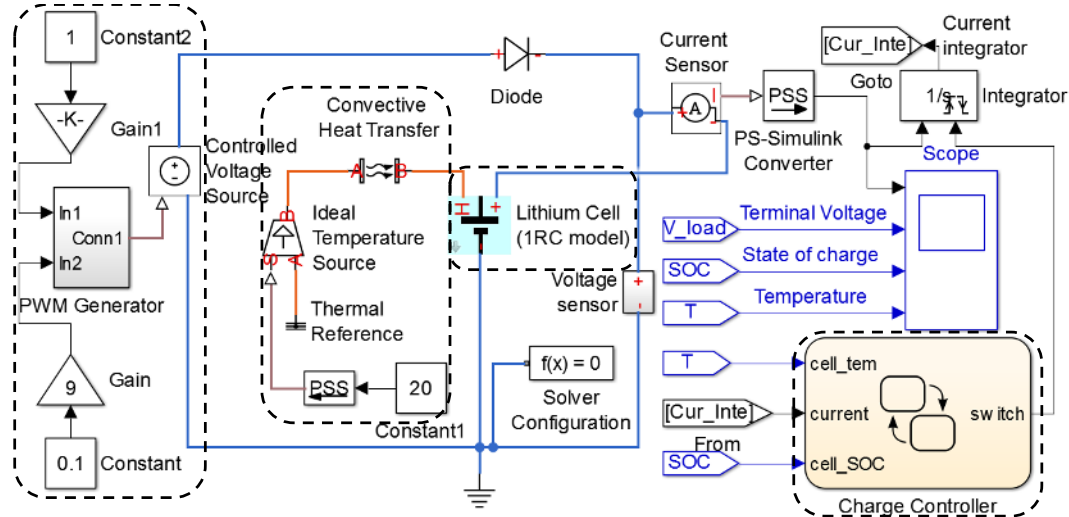 1
Constant2
-K-
Gain1
+
-
Controlled
Voltage
Source
In1
Conn1
In2
PWM Generator
9
Gain
0.1
Constant
Convective
Heat Transfer
A
B
B
S
A
Ideal
Temperature
Source
Thermal
Reference
PSS
20
Constant1
H
+
-
Lithium Cell
(1RC model)
+
-
Diode
Current
Sensor
A
+
-
I
PSS
PS-Simulink
Converter
[Cur_Inte]
Goto
Current
integrator
1/s
Integrator
Scope
V_load
Terminal Voltage
SOC
State of charge
T
Temperature
Voltage
sensor
+
-
f(x) = 0
Solver
Configuration
T
[Cur_Inte]
From
SOC
cell_tem
current
cell_SOC
switch
Charge Controller